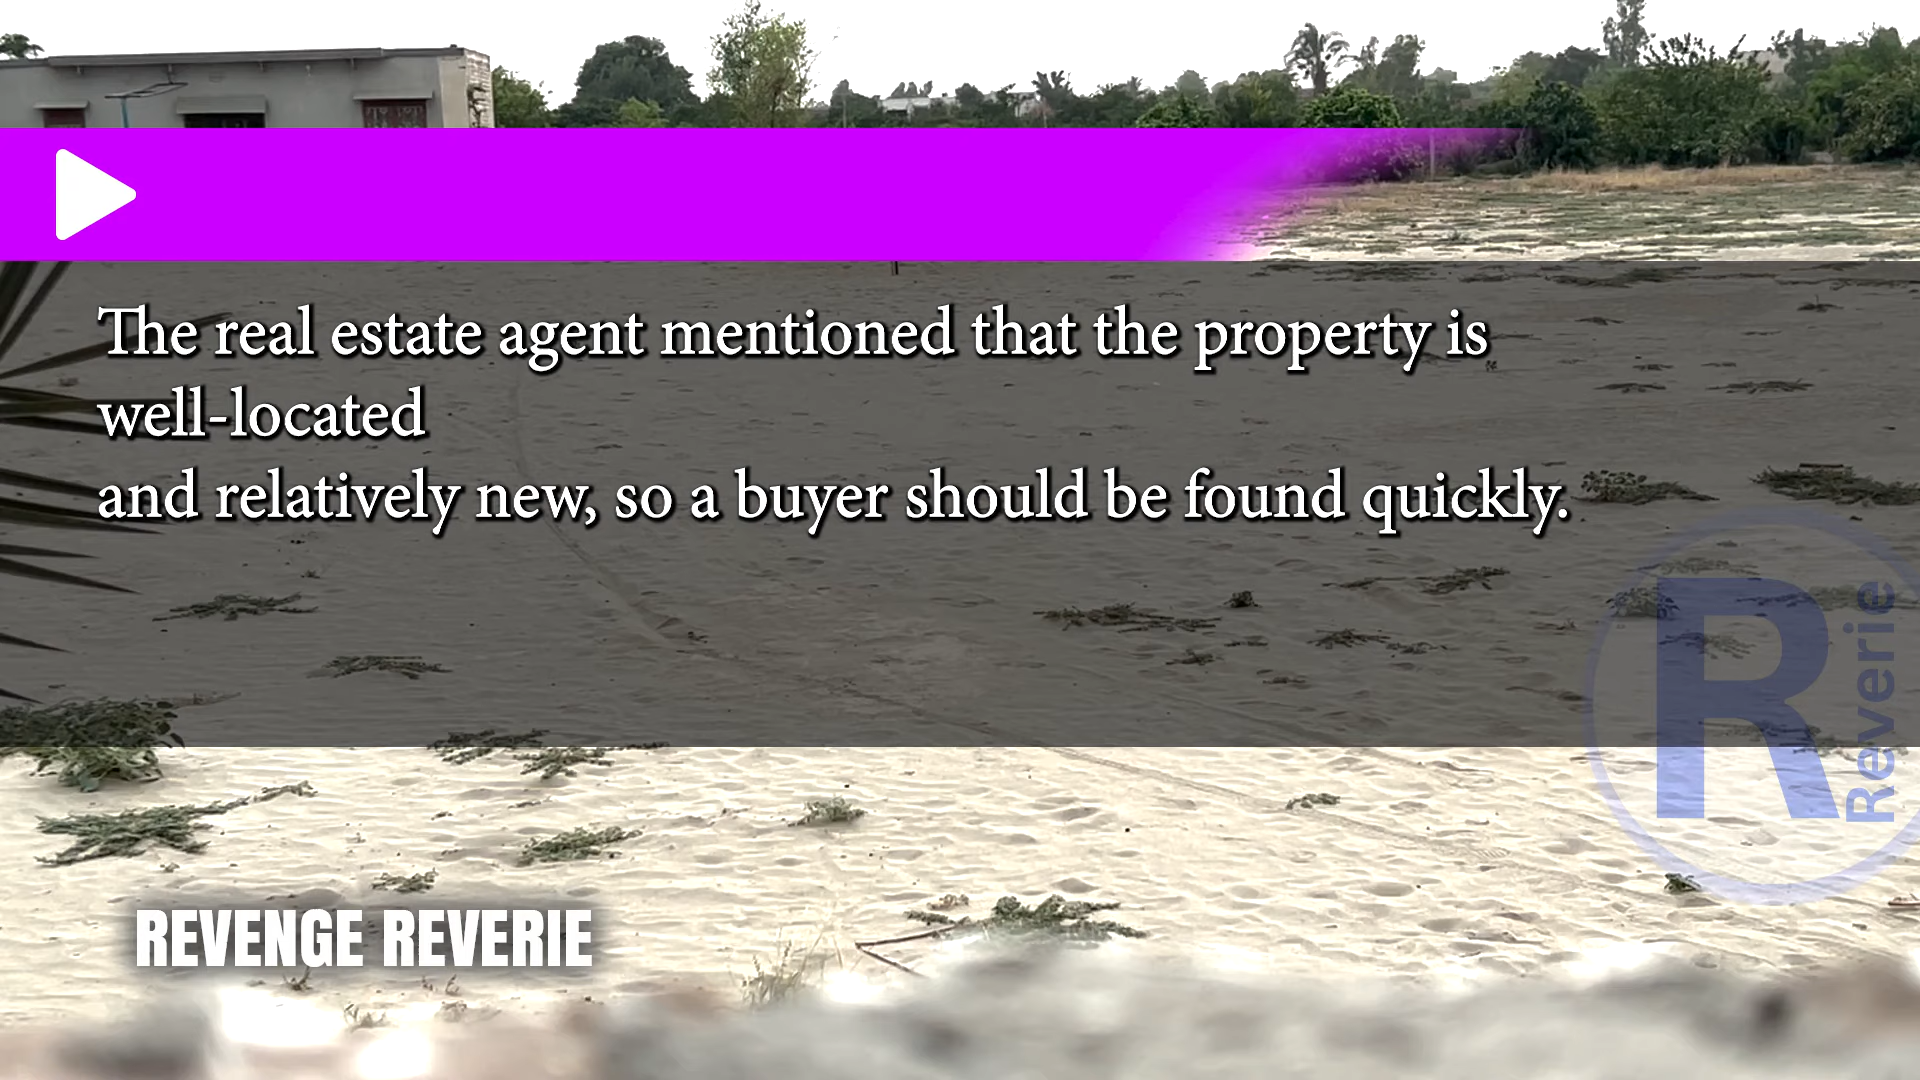 The real estate agent mentioned that the property is
well-located
and relatively new, so a buyer should be found quickly.
R
Reverie
REVENGE REVERIE